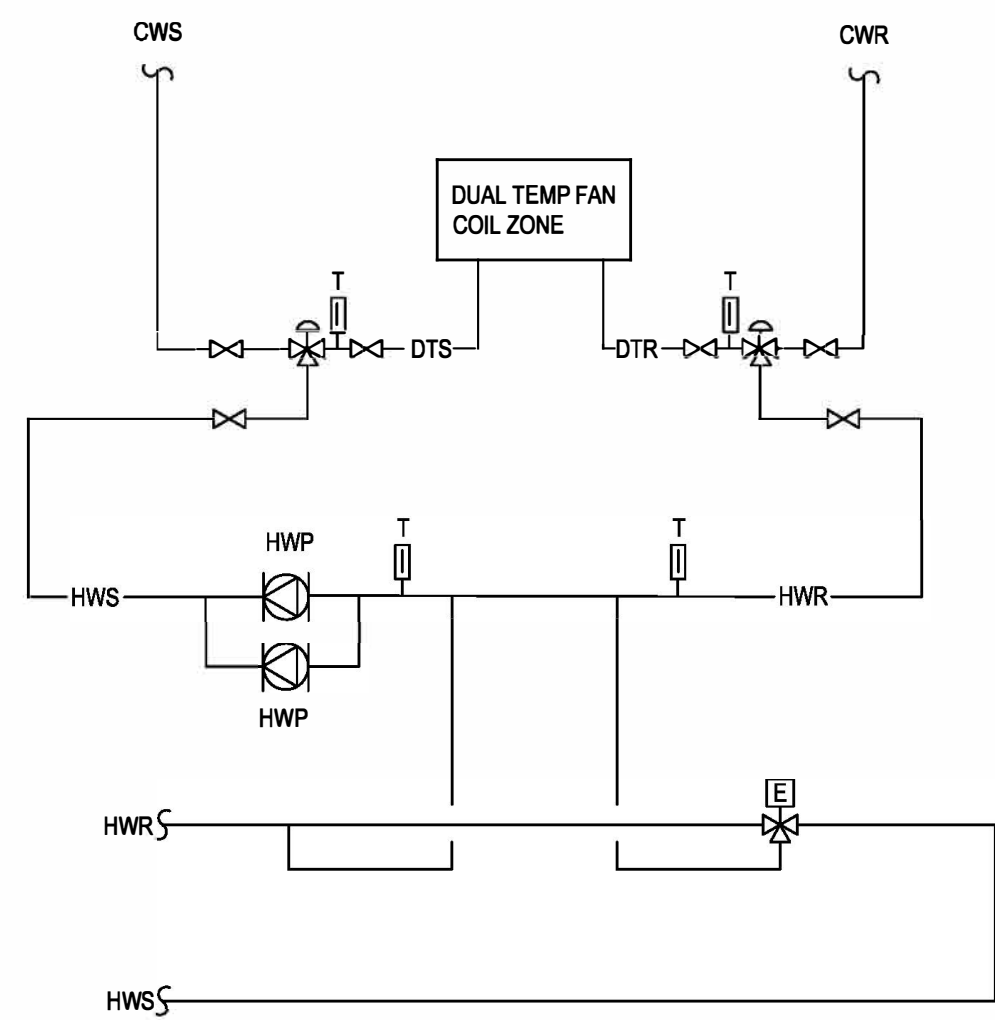 CWS
CWR
DUAL TEMP FAN
COIL ZONE
T
T
DTS
DTR
T
T
HWP
HWS
HWR
HWP
E
HWR
HWS